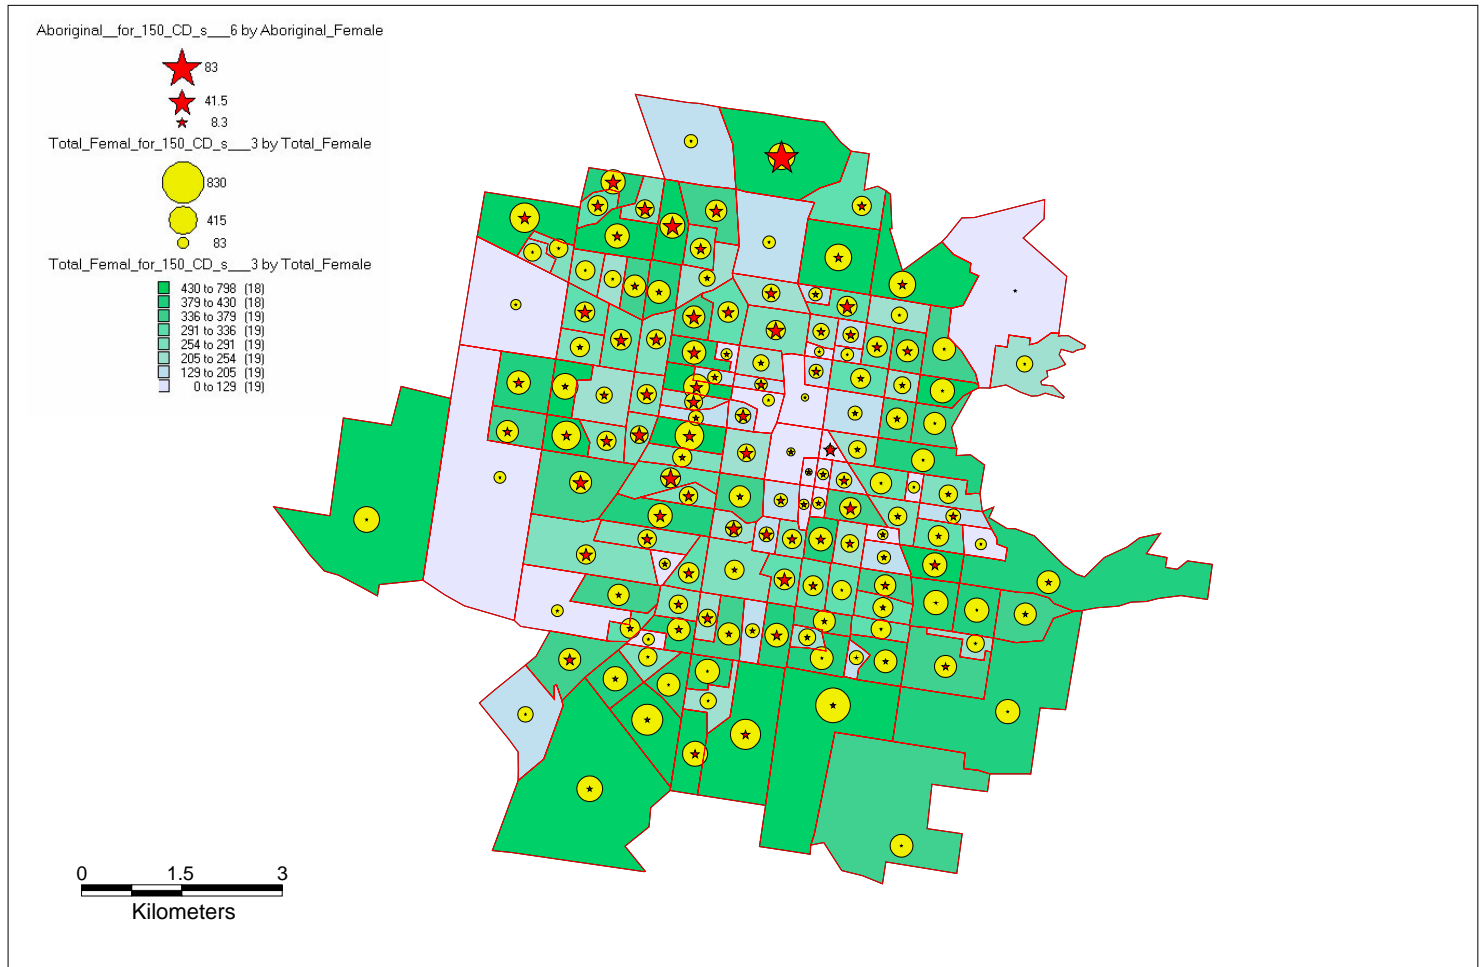 Aboriginal__for_150_CD_s___6 by Aboriginal_Female
83
41.5
8.3
Total_Femal_for_150_CD_s___3 by Total_Female
830
415
83
Total_Femal_for_150_CD_s___3 by Total_Female
430 to 798 (18)
379 to 430 (18)
336 to 379 (19)
291 to 336 (19)
254 to 291 (19)
205 to 254 (19)
129 to 205 (19)
0 to 129 (19)
0 1.5 3
Kilometers